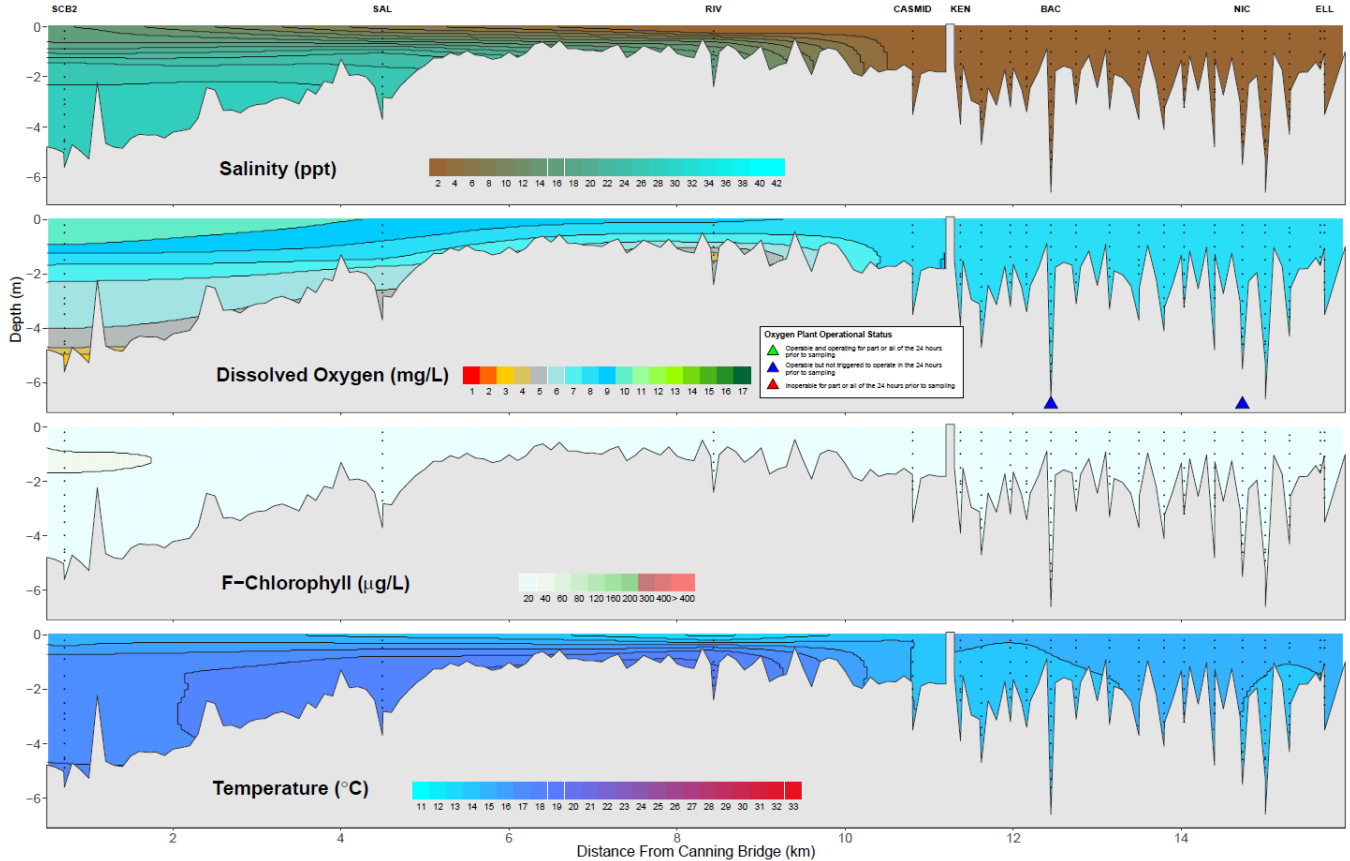 SCB2 SAL RIV CASMID KEN BAC NIC ELL
0
−2
−4
−6
Salinity (ppt)
2 4 6 8 10 12 14 16 18 20 22 24 26 28 30 32 34 36 38 40 42
0
−2
−4
−6
Depth (m)
Dissolved Oxygen (mg/L)
1 2 3 4 5 6 7 8 9 10 11 12 13 14 15 16 17
Oxygen Plant Operational Status
Operable and operating for part or all of the 24 hours
prior to sampling
Operable but not triggered to operate in the 24 hours
prior to sampling
Inoperable for part or all of the 24 hours prior to sampling
0
−2
−4
−6
F−Chlorophyll (μg/L)
20 40 60 80 120 160 200 300 400 > 400
0
−2
−4
−6
Temperature (°C)
11 12 13 14 15 16 17 18 19 20 21 22 23 24 25 26 27 28 29 30 31 32 33
2 4 6 8 10 12 14
Distance From Canning Bridge (km)